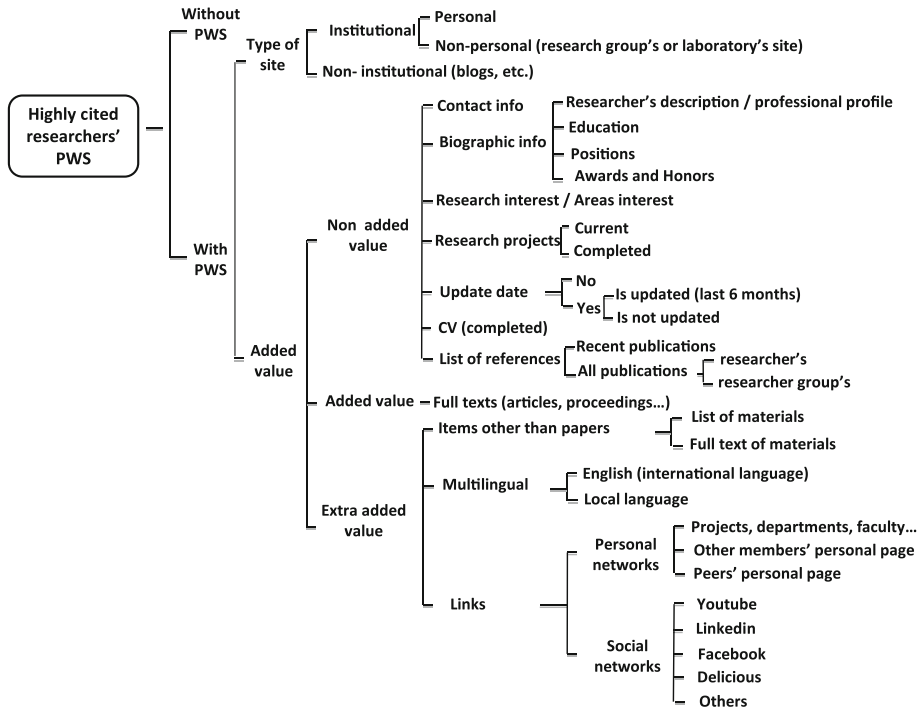 Highly cited
researchers'
PWS
Without
PWS
With
PWS
Type of
site
Institutional
Personal
Non-personal (research group's or laboratory's site)
Non- institutional (blogs, etc.)
Added
value
Non added
value
Contact info
Biographic info
Researcher's description / professional profile
Education
Positions
Awards and Honors
Research interest / Areas interest
Research projects
Current
Completed
Update date
No
Yes
Is updated (last 6 months)
Is not updated
CV (completed)
List of references
Recent publications
All publications
researcher's
researcher group's
Added value
Full texts (articles, proceedings...)
Extra added
value
Items other than papers
List of materials
Full text of materials
Multilingual
English (international language)
Local language
Links
Personal
networks
Projects, departments, faculty...
Other members' personal page
Peers' personal page
Social
networks
Youtube
Linkedin
Facebook
Delicious
Others